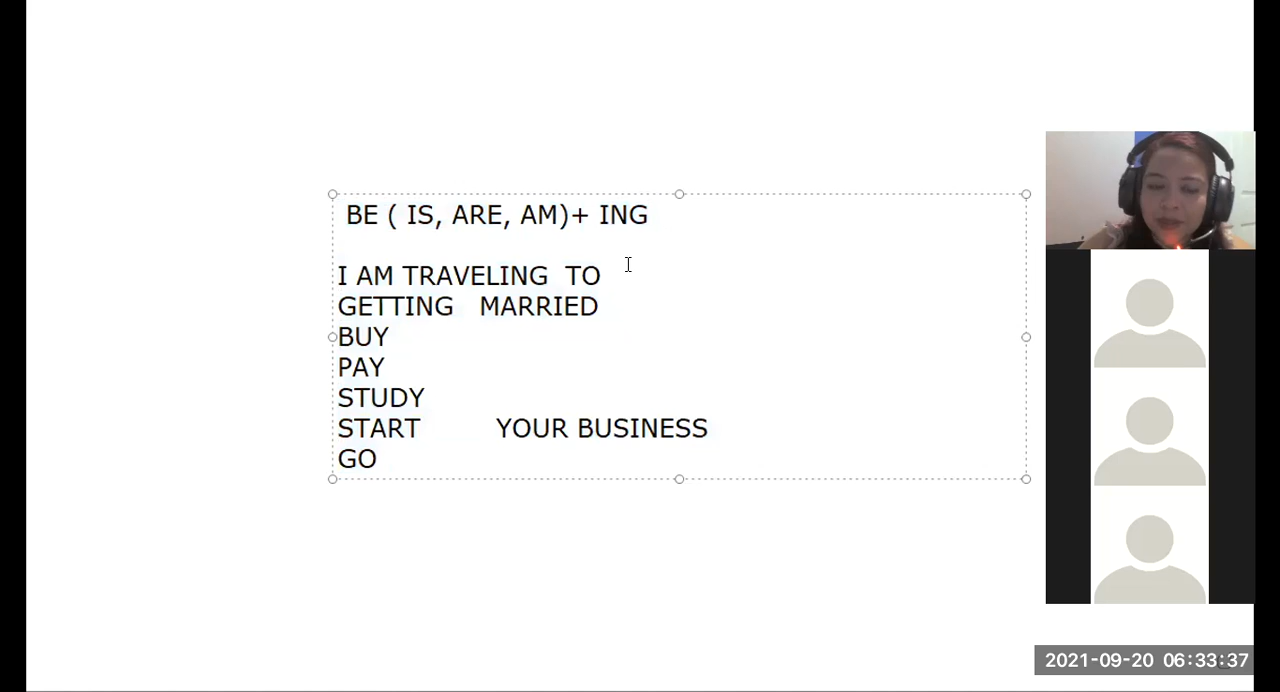 BE ( IS, ARE, AM)+ ING
I AM TRAVELING  TO
GETTING   MARRIED
BUY
PAY
STUDY
START         YOUR BUSINESS
GO
2021-09-20  06:33:37